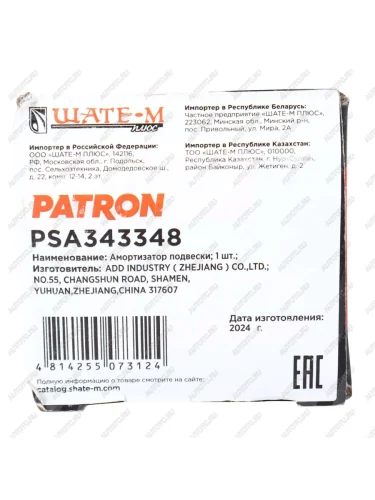 ШАТЕ-М
ПЛЮС
Импортер в Российской Федерации:
ООО «ШАТЕ-М ПЛЮС», 142116,
РФ, Московская обл., г. Подольск,
пос. Сельхозтехника, Домодедовское ш.,
д. 22, комт 12-14, 2 эт.
Импортер в Республике Беларусь:
Частное предприятие «ШАТЕ-М ПЛЮС»,
223062, Минская обл., Минский р-н,
пос. Привольный, ул. Мира, 2А
Импортер в Республике Казахстан:
ТОО «ШАТЕ-М ПЛЮС», 010000,
Республика Казахстан, г. Нур-Султан,
район Байконыр, ул. Жетиген, д. 2
PATRON
PSA343348
Наименование: Амортизатор подвески; 1 шт.;
Изготовитель: ADD INDUSTRY ( ZHEJIANG ) CO.,LTD.;
NO.55, CHANGSHUN ROAD, SHAMEN,
YUHUAN,ZHEJIANG,CHINA 317607
Дата изготовления:
2024 г.
4 814255 073124
Подробную информацию о товаре смотрите на
catalog.shate-m.com
EAC